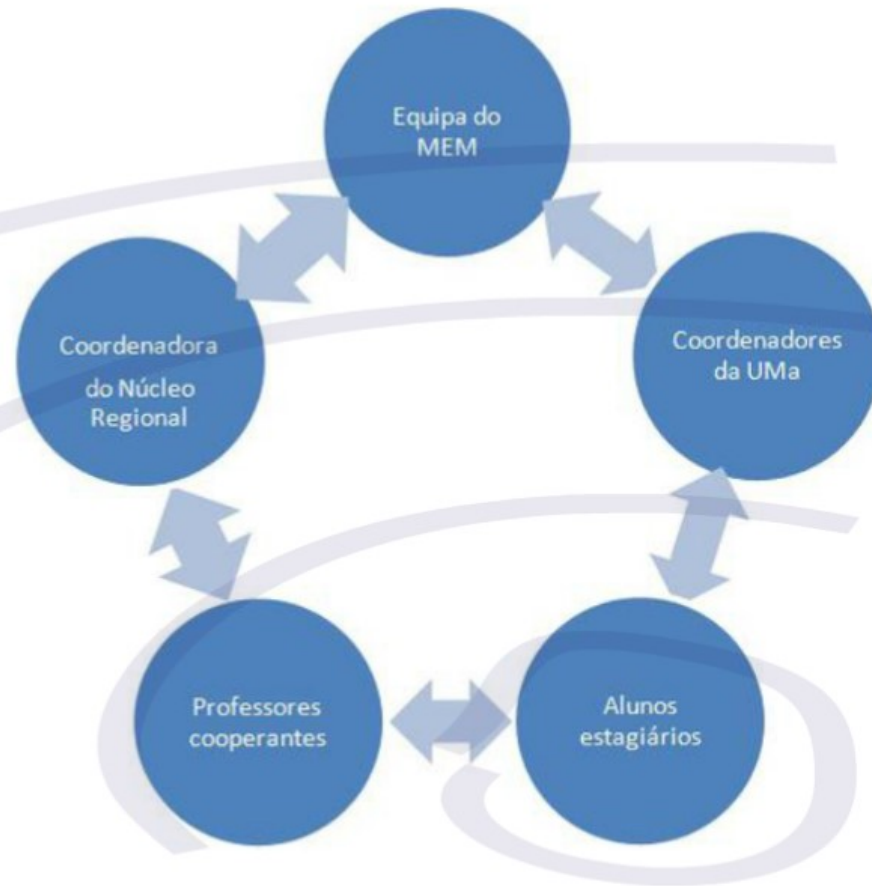 Equipa do
MEM
Coordenadora
do Núcleo
Regional
Coordenadores
da UMa
Professores
cooperantes
Alunos
estagiários